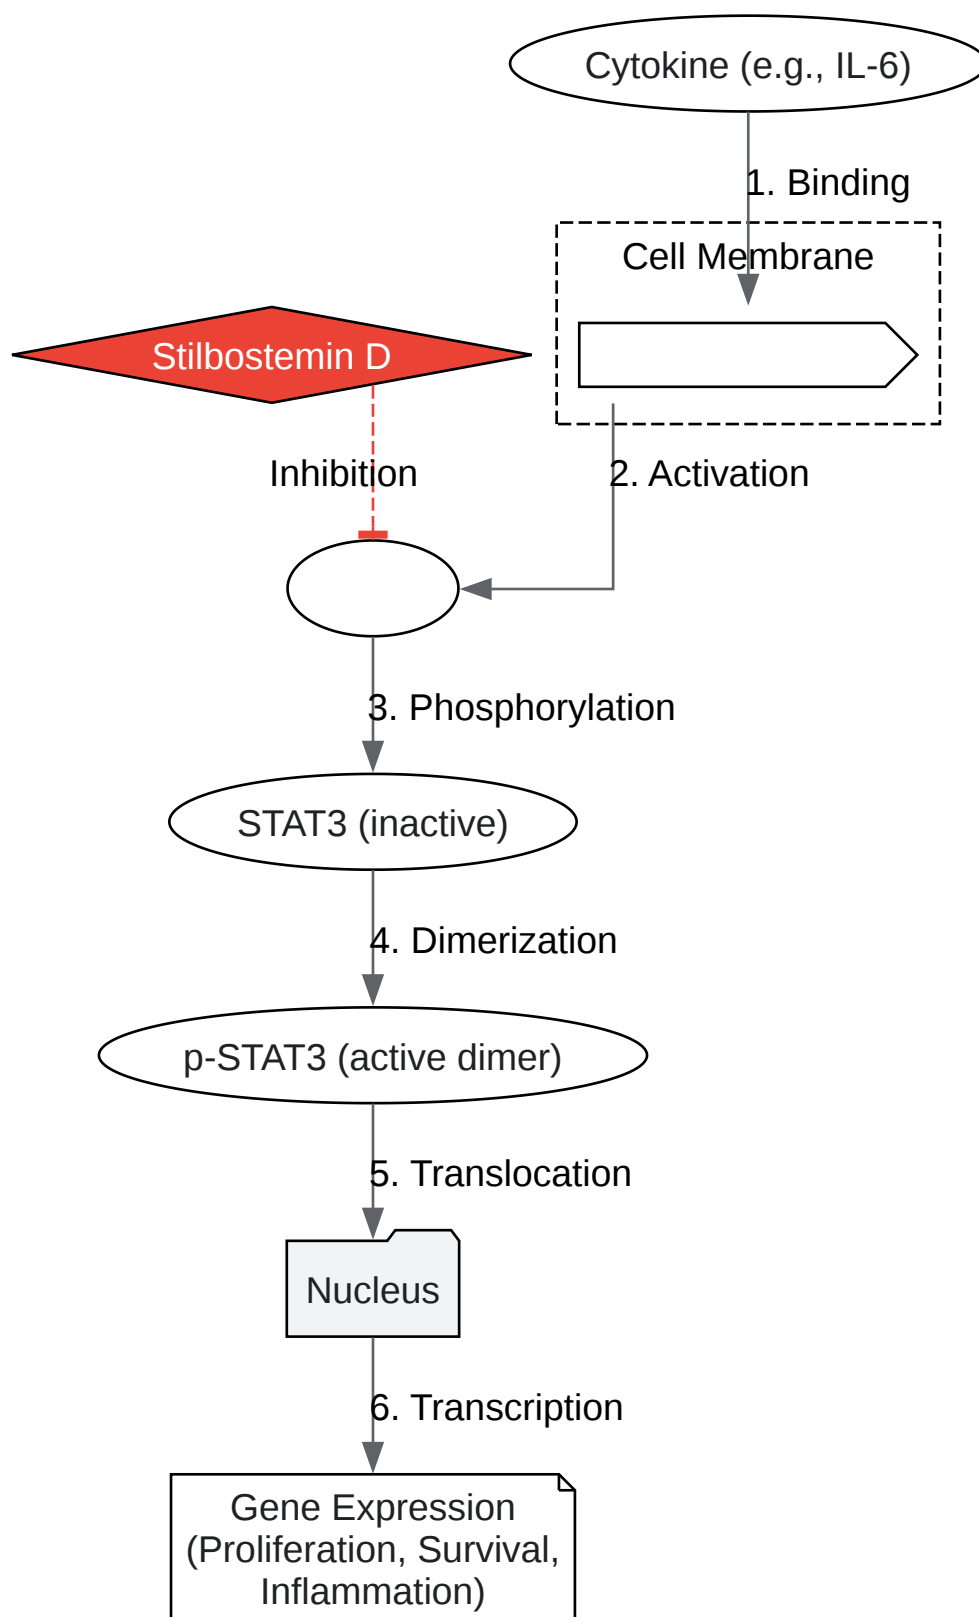 Cytokine (e.g., IL-6)
1. Binding
Cell Membrane
Stilbostemin D
Inhibition
2. Activation
3. Phosphorylation
STAT3 (inactive)
4. Dimerization
p-STAT3 (active dimer)
5. Translocation
Nucleus
6. Transcription
Gene Expression
(Proliferation, Survival,
Inflammation)